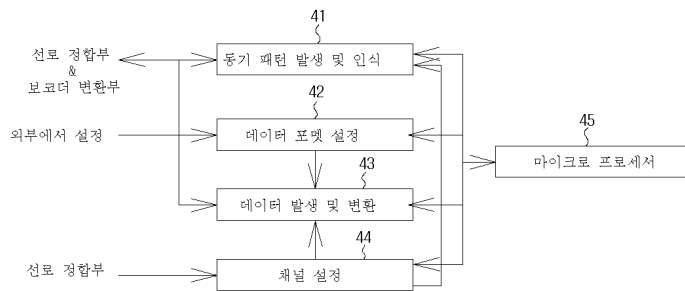 41
선로 정합부
&
보코더 변환부
동기 패턴 발생 및 인식
42
외부에서 설정
데이터 포멧 설정
45
마이크로 프로세서
43
데이터 발생 및 변환
44
선로 정합부
채널 설정